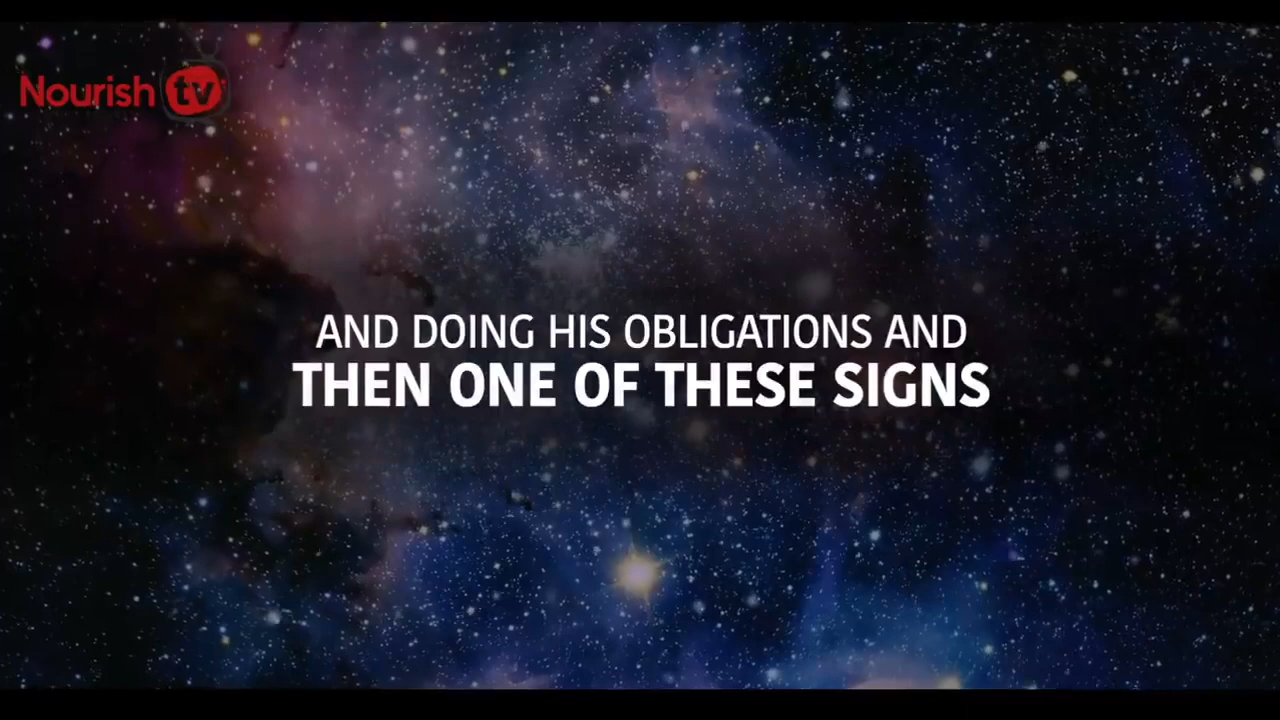 Nourish tv
AND DOING HIS OBLIGATIONS AND
THEN ONE OF THESE SIGNS